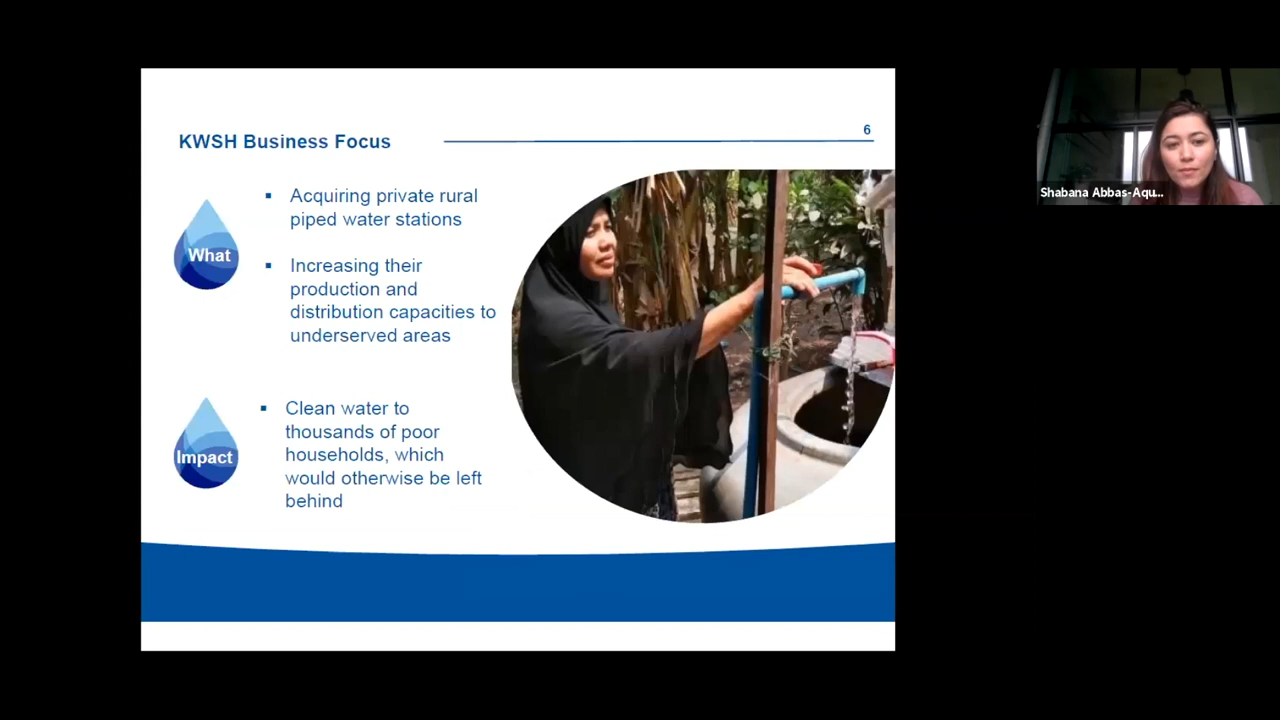 KWSH Business Focus
6
What
▪ Acquiring private rural
piped water stations
▪ Increasing their
production and
distribution capacities to
underserved areas
Impact
▪ Clean water to
thousands of poor
households, which
would otherwise be left
behind
Shabana Abbas-Aqu...